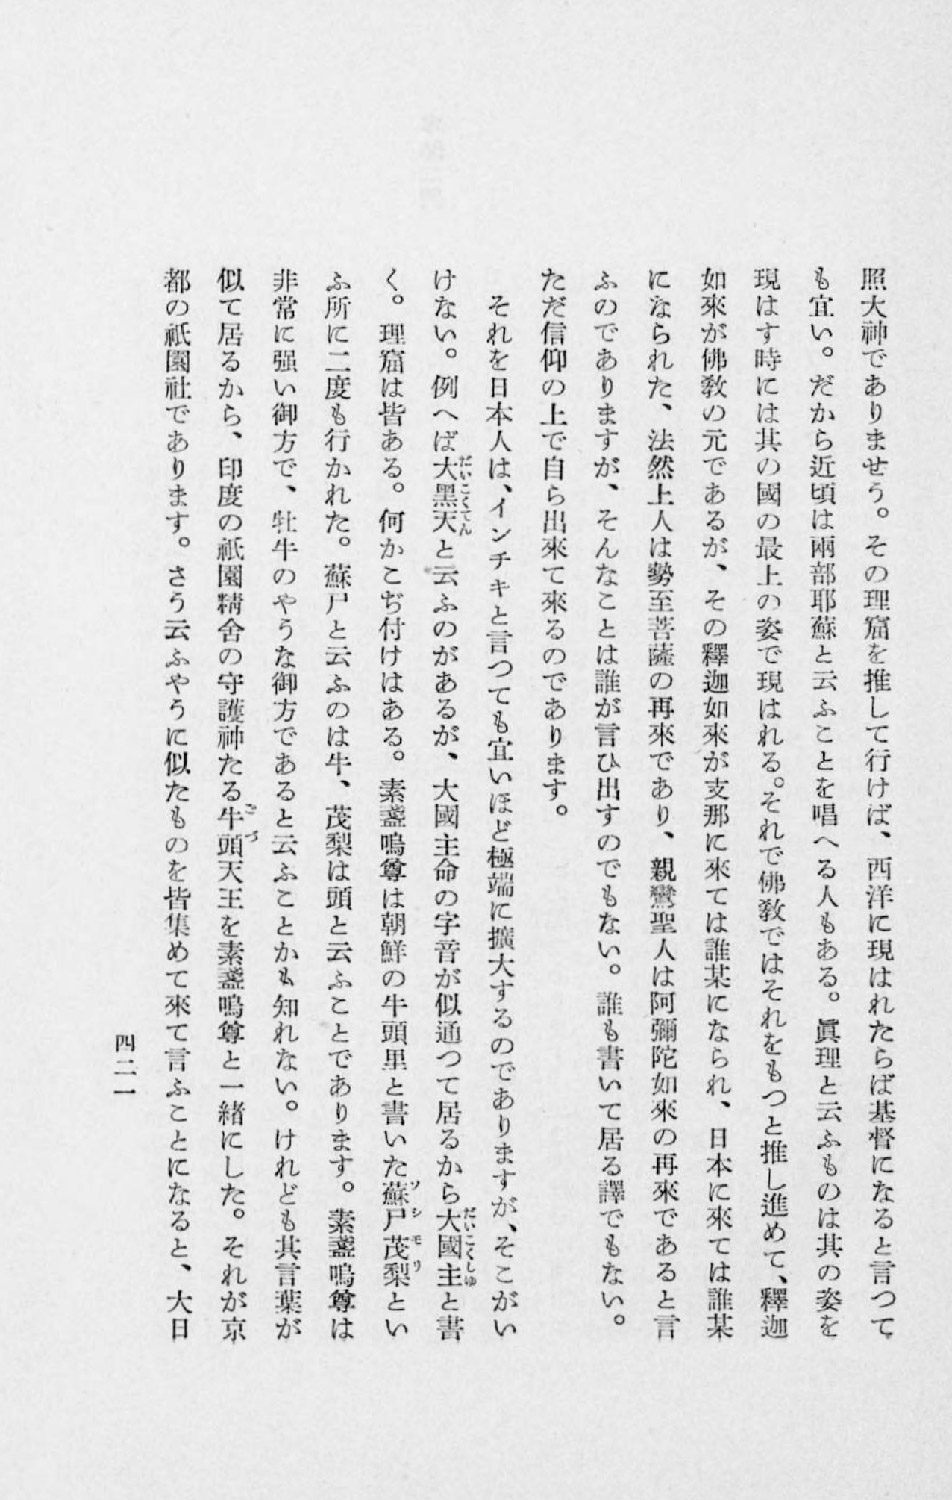 照大神でありませう。その理窟を推して行けば、西洋に現はれたらば基督になると言つて
も宜い。だから近頃は兩部耶蘇と云ふことを唱へる人もある。眞理と云ふものは其の姿を
現はす時には其の國の最上の姿で現はれる。それで佛敎ではそれをもつと推し進めて、釋迦
如來が佛敎の元であるが、その釋迦如來が支那に來ては誰某になられ、日本に來ては誰某
になられた、法然上人は勢至菩薩の再來であり、親鸞聖人は阿彌陀如來の再來であると言
ふのでありますが、そんなことは誰が言ひ出すのでもない。誰も書いて居る譯でもない。
ただ信仰の上で自ら出來て來るのであります。
それを日本人は、インチキと言つても宜いほど極端に擴大するのでありますが、そこがい
けない。例へば大黑天と云ふのがあるが、大國主命の字音が似通つて居るから大國主と書
く。理窟は皆ある。何かこぢ付けはある。素盞嗚尊は朝鮮の牛頭里と書いた蘇尸茂梨とい
ふ所に二度も行かれた。蘇尸と云ふのは牛、茂梨は頭と云ふことであります。素盞嗚尊は
非常に强い御方で、牡牛のやうな御方であると云ふことかも知れない。けれども其言葉が
似て居るから、印度の祇園精舍の守護神たる牛頭天王を素盞嗚尊と一緖にした。それが京
都の祇園社であります。さう云ふやうに似たものを皆集めて來て言ふことになると、大日
四二一